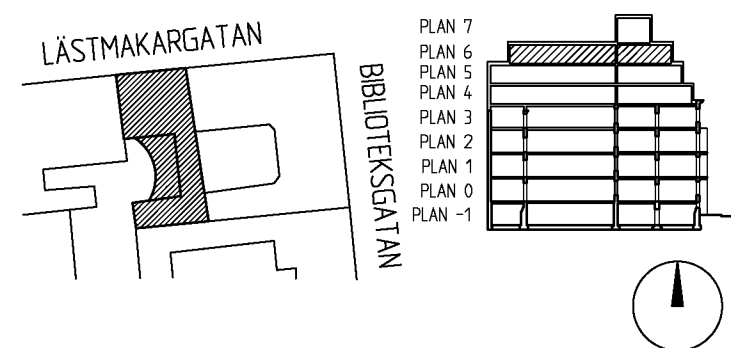 LÄSTMAKARGATAN
BIBLIOTEKSGATAN
PLAN 7
PLAN 6
PLAN 5
PLAN 4
PLAN 3
PLAN 2
PLAN 1
PLAN 0
PLAN -1